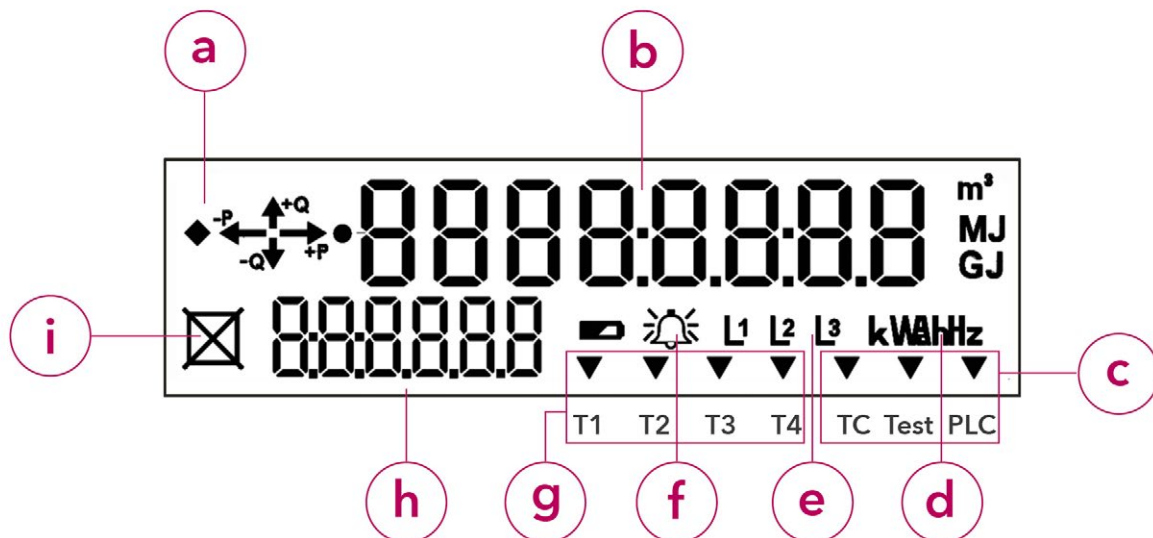 a
b
-P +Q +P -Q
8888:8.8:8.8
m³
MJ
GJ
i
8:8:8.8.8.8
L1 L2 L3 kWAhHz
c
T1 T2 T3 T4 TC Test PLC
h g f e d